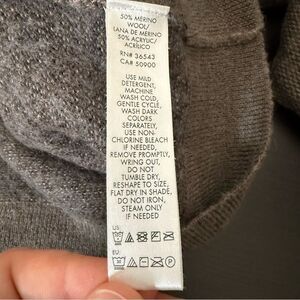 50% MERINO
WOOL/
LANA DE MERINO
50% ACRYLIC/
ACRÍLICO
RN# 36543
CA# 50900
USE MILD
DETERGENT,
MACHINE
WASH COLD,
GENTLE CYCLE,
WASH DARK
COLORS
SEPARATELY,
USE NON-
CHLORINE BLEACH
IF NEEDED,
REMOVE PROMPTLY,
WRING OUT,
DO NOT
TUMBLE DRY,
RESHAPE TO SIZE,
FLAT DRY IN SHADE,
DO NOT IRON,
STEAM ONLY
IF NEEDED
US:
EU: